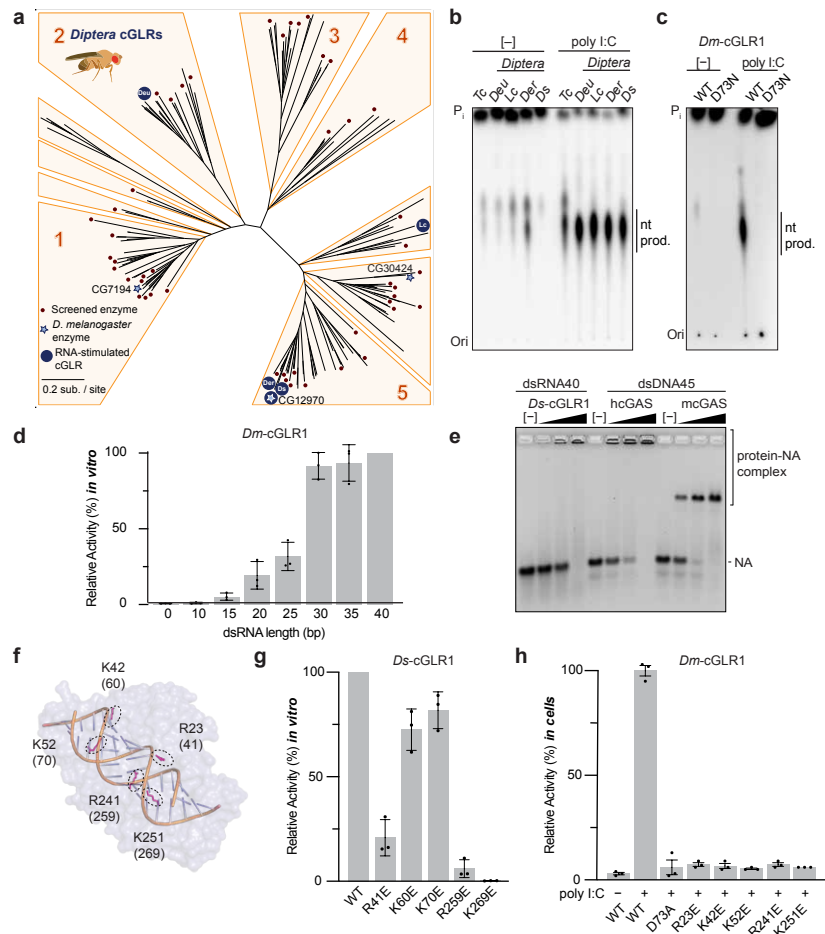 a
2 Diptera cGLRs
3
4
Deu
Lc
1
CG7194
CG30424
Screened enzyme
D. melanogaster
enzyme
RNA-stimulated
cGLR
0.2 sub. / site
Der
Ds
CG12970
5
b
[–] poly I:C
Diptera Diptera
Tc Deu Lc Der Ds Tc Deu Lc Der Ds
Pi
nt
prod.
Ori
c
Dm-cGLR1
[–] poly I:C
WT D73N WT D73N
Pi
nt
prod.
Ori
d
Dm-cGLR1
Relative Activity (%) in vitro
100
50
0
0 10 15 20 25 30 35 40
dsRNA length (bp)
e
dsRNA40 dsDNA45
Ds-cGLR1 hcGAS mcGAS
[–] [–] [–]
protein-NA
complex
- NA
f
K42
(60)
R23
(41)
K52
(70)
R241
(259)
K251
(269)
g
Ds-cGLR1
Relative Activity (%) in vitro
100
50
0
WT R41E K60E K70E R259E K269E
h
Dm-cGLR1
Relative Activity (%) in cells
100
50
0
poly I:C – + + + + + + +
WT WT D73A R23E K42E K52E R241E K251E